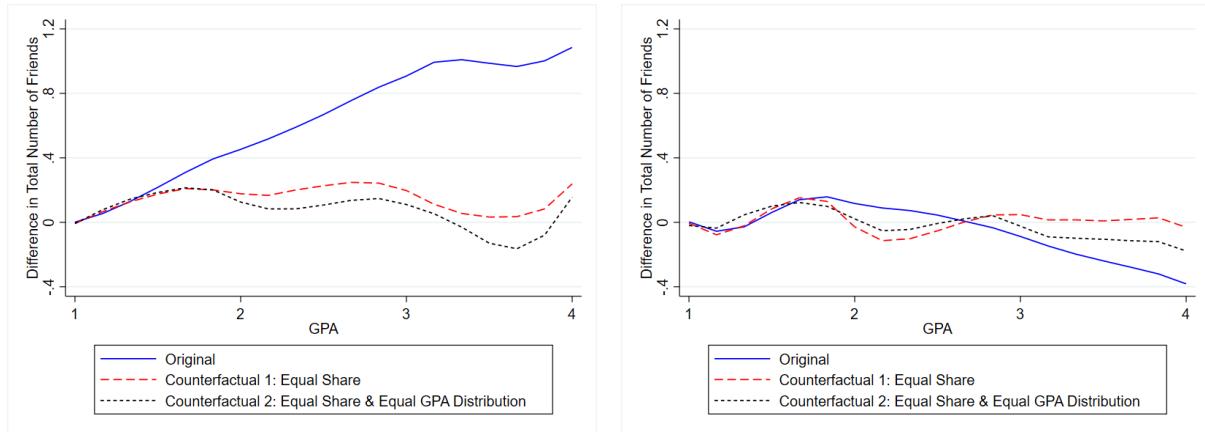 Difference in Total Number of Friends
1.2
.8
.4
0
-.4
1 2 3 4
GPA
Original
Counterfactual 1: Equal Share
Counterfactual 2: Equal Share & Equal GPA Distribution
Difference in Total Number of Friends
1.2
.8
.4
0
-.4
1 2 3 4
GPA
Original
Counterfactual 1: Equal Share
Counterfactual 2: Equal Share & Equal GPA Distribution